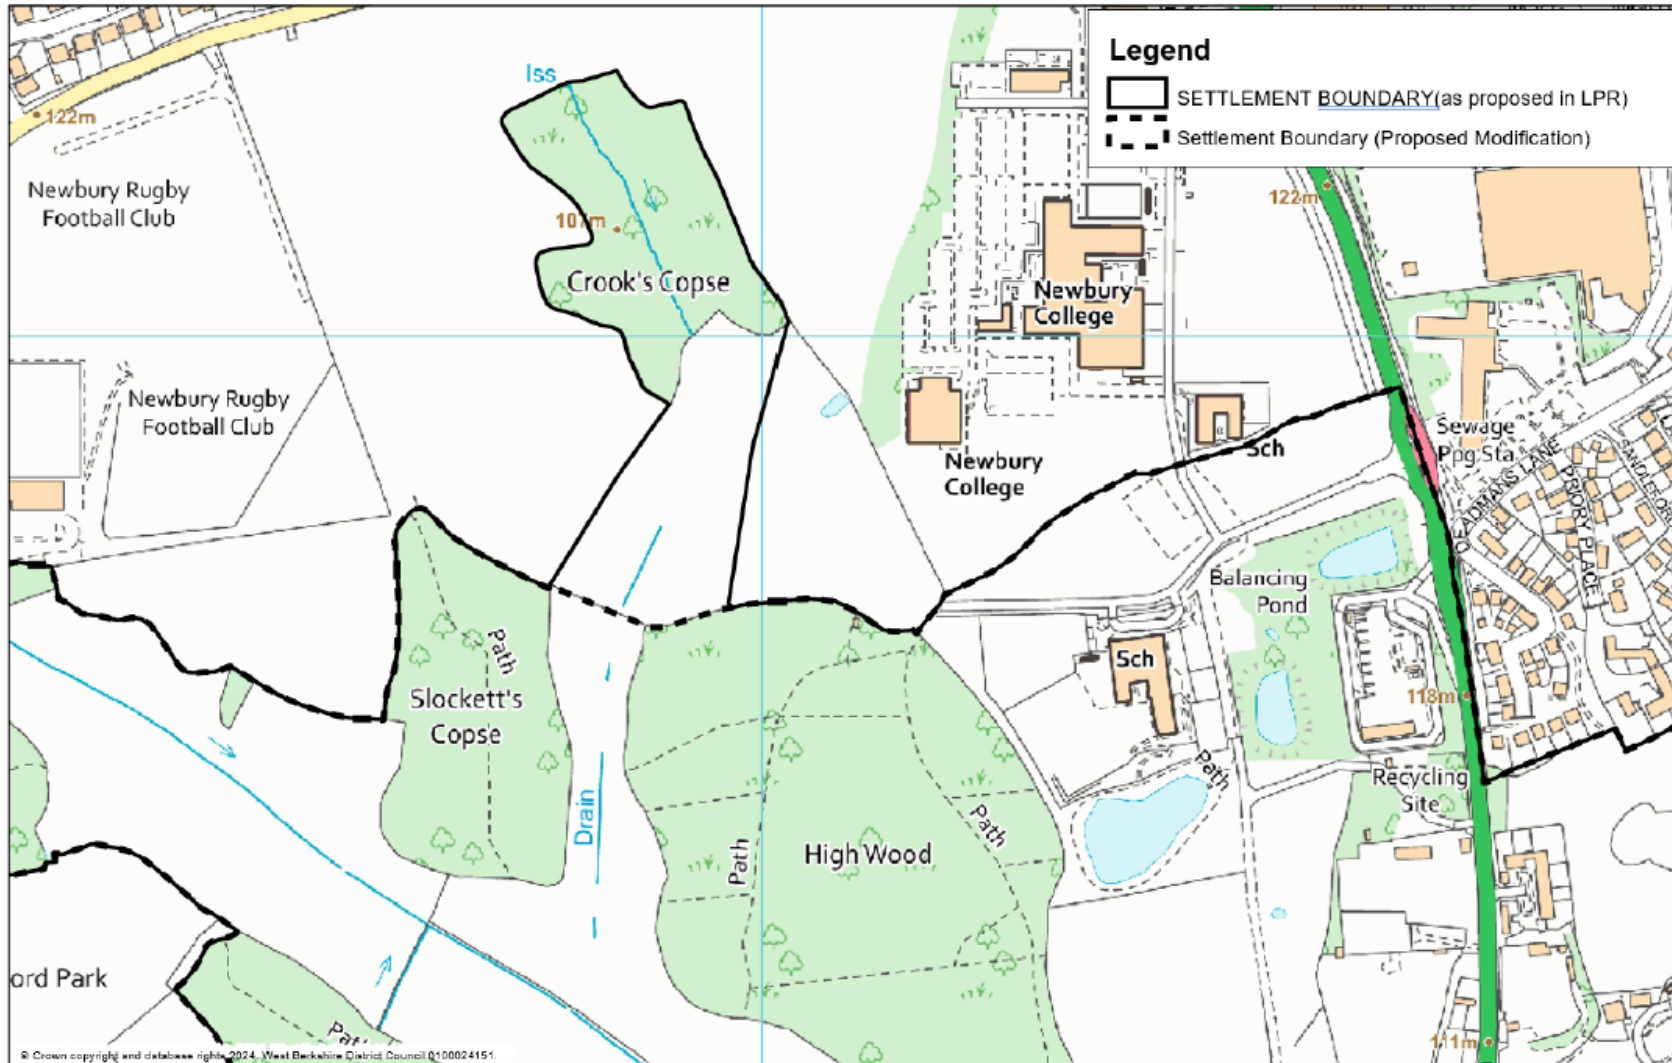 Legend
SETTLEMENT BOUNDARY(as proposed in LPR)
Settlement Boundary (Proposed Modification)
Iss
122m
Newbury Rugby
Football Club
107m
Crook's Copse
122m
Newbury
College
Newbury Rugby
Football Club
Newbury
College
Sch
Sewage
Ppg Sta
DEADMANS LANE
PRIORY PLACE
Balancing
Pond
Path
Slockett's
Copse
Sch
118m
Path
Recycling
Site
Drain
Path
High Wood
Path
ord Park
Path
111m
© Crown copyright and database rights 2024. West Berkshire District Council 0100024151.